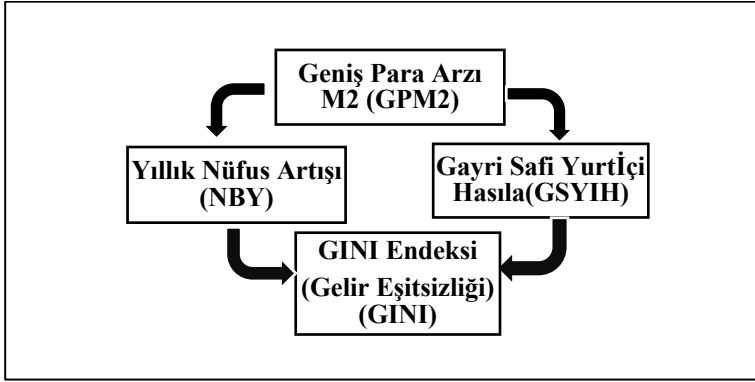 Geniş Para Arzı
M2 (GPM2)
Yıllık Nüfus Artışı
(NBY)
Gayri Safi Yurtİçi
Hasıla(GSYIH)
GINI Endeksi
(Gelir Eşitsizliği)
(GINI)